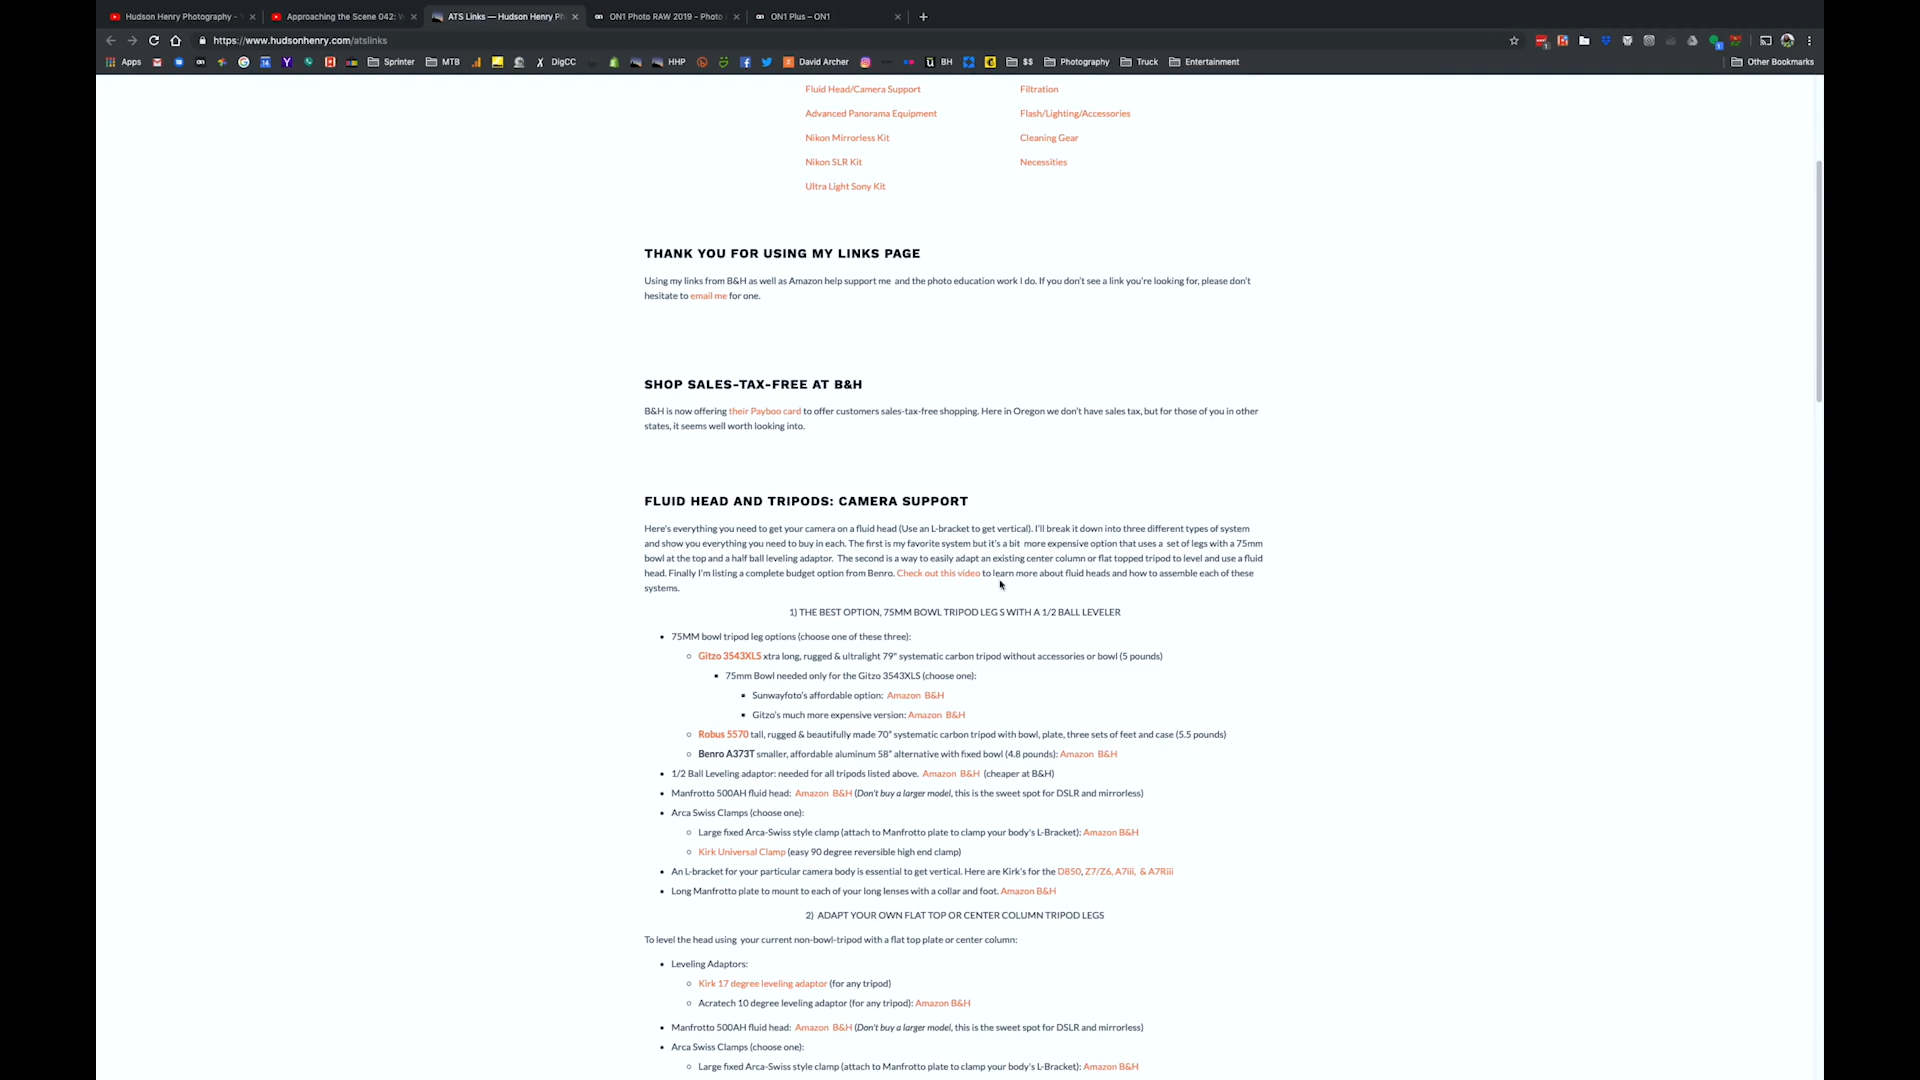 Hudson Henry Photography -
Approaching the Scene 042:
ATS Links — Hudson Henry Ph
ON1 Photo RAW 2019 - Photo
ON1 Plus – ON1
https://www.hudsonhenry.com/atslinks
Apps
Sprinter
MTB
DigCC
HHP
David Archer
BH
$$
Photography
Truck
Entertainment
Other Bookmarks
Fluid Head/Camera Support
Filtration
Advanced Panorama Equipment
Flash/Lighting/Accessories
Nikon Mirrorless Kit
Cleaning Gear
Nikon SLR Kit
Necessities
Ultra Light Sony Kit
THANK YOU FOR USING MY LINKS PAGE
Using my links from B&H as well as Amazon help support me and the photo education work I do. If you don't see a link you're looking for, please don't
hesitate to email me for one.
SHOP SALES-TAX-FREE AT B&H
B&H is now offering their Payboo card to offer customers sales-tax-free shopping. Here in Oregon we don't have sales tax, but for those of you in other
states, it seems well worth looking into.
FLUID HEAD AND TRIPODS: CAMERA SUPPORT
Here's everything you need to get your camera on a fluid head (Use an L-bracket to get vertical). I'll break it down into three different types of system
and show you everything you need to buy in each. The first is my favorite system but it's a bit more expensive option that uses a set of legs with a 75mm
bowl at the top and a half ball leveling adaptor. The second is a way to easily adapt an existing center column or flat topped tripod to level and use a fluid
head. Finally I'm listing a complete budget option from Benro. Check out this video to learn more about fluid heads and how to assemble each of these
systems.
1) THE BEST OPTION, 75MM BOWL TRIPOD LEG S WITH A 1/2 BALL LEVELER
• 75MM bowl tripod leg options (choose one of these three):
○ Gitzo 3543XLS xtra long, rugged & ultralight 79" systematic carbon tripod without accessories or bowl (5 pounds)
▪ 75mm Bowl needed only for the Gitzo 3543XLS (choose one):
▪ Sunwayfoto's affordable option: Amazon B&H
▪ Gitzo's much more expensive version: Amazon B&H
○ Robus 5570 tall, rugged & beautifully made 70" systematic carbon tripod with bowl, plate, three sets of feet and case (5.5 pounds)
○ Benro A373T smaller, affordable aluminum 58" alternative with fixed bowl (4.8 pounds): Amazon B&H
• 1/2 Ball Leveling adaptor: needed for all tripods listed above. Amazon B&H (cheaper at B&H)
• Manfrotto 500AH fluid head: Amazon B&H (Don't buy a larger model, this is the sweet spot for DSLR and mirrorless)
• Arca Swiss Clamps (choose one):
○ Large fixed Arca-Swiss style clamp (attach to Manfrotto plate to clamp your body's L-Bracket): Amazon B&H
○ Kirk Universal Clamp (easy 90 degree reversible high end clamp)
• An L-bracket for your particular camera body is essential to get vertical. Here are Kirk's for the D850, Z7/Z6, A7iii, & A7Riii
• Long Manfrotto plate to mount to each of your long lenses with a collar and foot. Amazon B&H
2) ADAPT YOUR OWN FLAT TOP OR CENTER COLUMN TRIPOD LEGS
To level the head using your current non-bowl-tripod with a flat top plate or center column:
• Leveling Adaptors:
○ Kirk 17 degree leveling adaptor (for any tripod)
○ Acratech 10 degree leveling adaptor (for any tripod): Amazon B&H
• Manfrotto 500AH fluid head: Amazon B&H (Don't buy a larger model, this is the sweet spot for DSLR and mirrorless)
• Arca Swiss Clamps (choose one):
○ Large fixed Arca-Swiss style clamp (attach to Manfrotto plate to clamp your body's L-Bracket): Amazon B&H